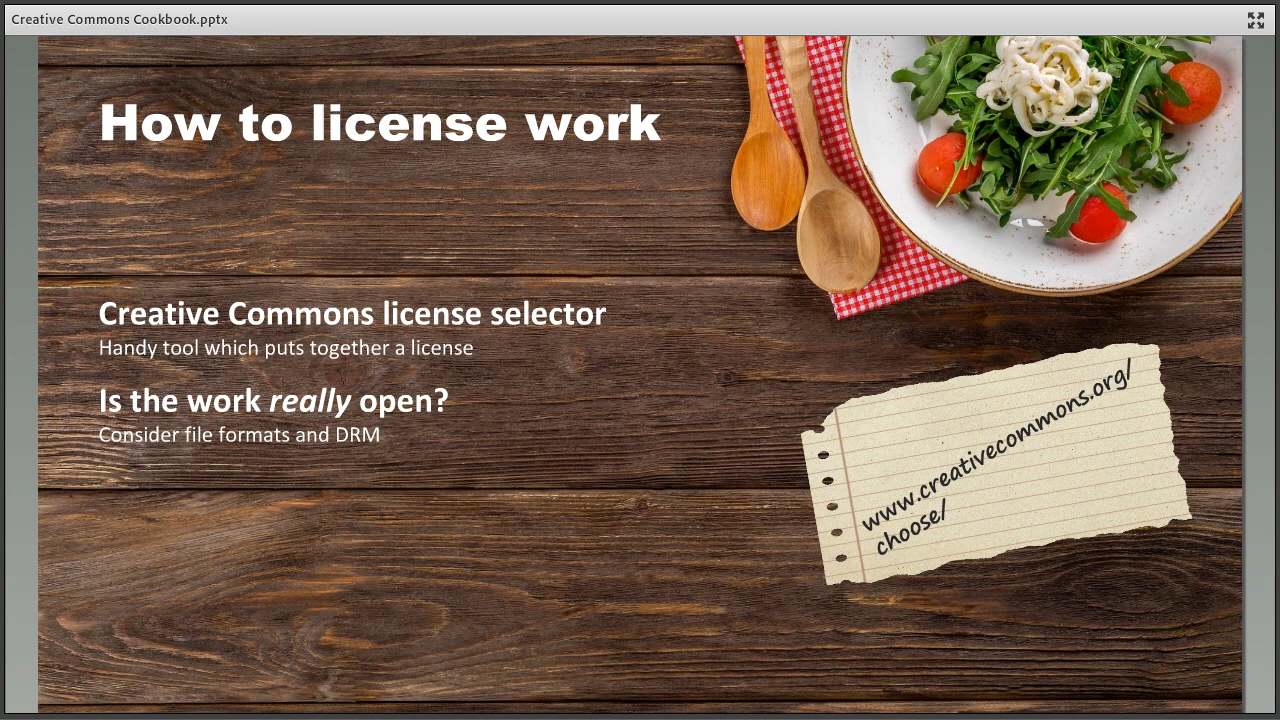 Creative Commons Cookbook.pptx
How to license work
Creative Commons license selector
Handy tool which puts together a license
Is the work really open?
Consider file formats and DRM
www.creativecommons.org/
choose/